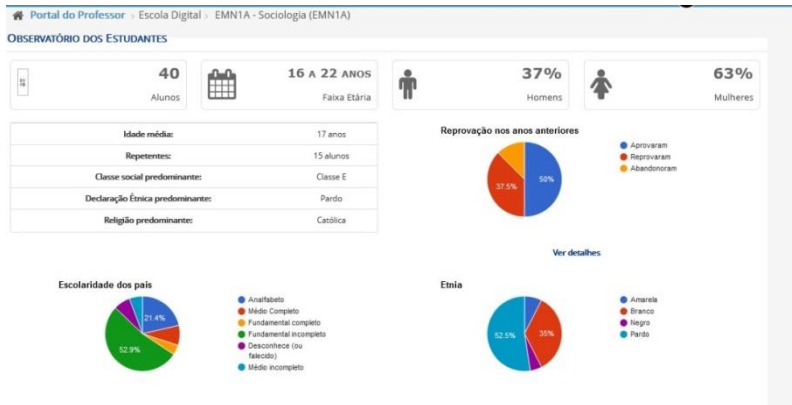 Portal do Professor › Escola Digital › EMN1A - Sociologia (EMN1A)
OBSERVATÓRIO DOS ESTUDANTES
40
Alunos
16 A 22 ANOS
Faixa Etária
37%
Homens
63%
Mulheres
Idade média: 17 anos
Repetentes: 15 alunos
Classe social predominante: Classe E
Declaração Étnica predominante: Pardo
Religião predominante: Católica
Reprovação nos anos anteriores
Aprovaram
Reprovaram
Abandonoram
37.5%
50%
Ver detalhes
Escolaridade dos pais
21.4%
52.9%
Analfabeto
Médio Completo
Fundamental completo
Fundamental incompleto
Desconhece (ou
falecido)
Médio incompleto
Etnia
52.5%
35%
Amarela
Branco
Negro
Pardo